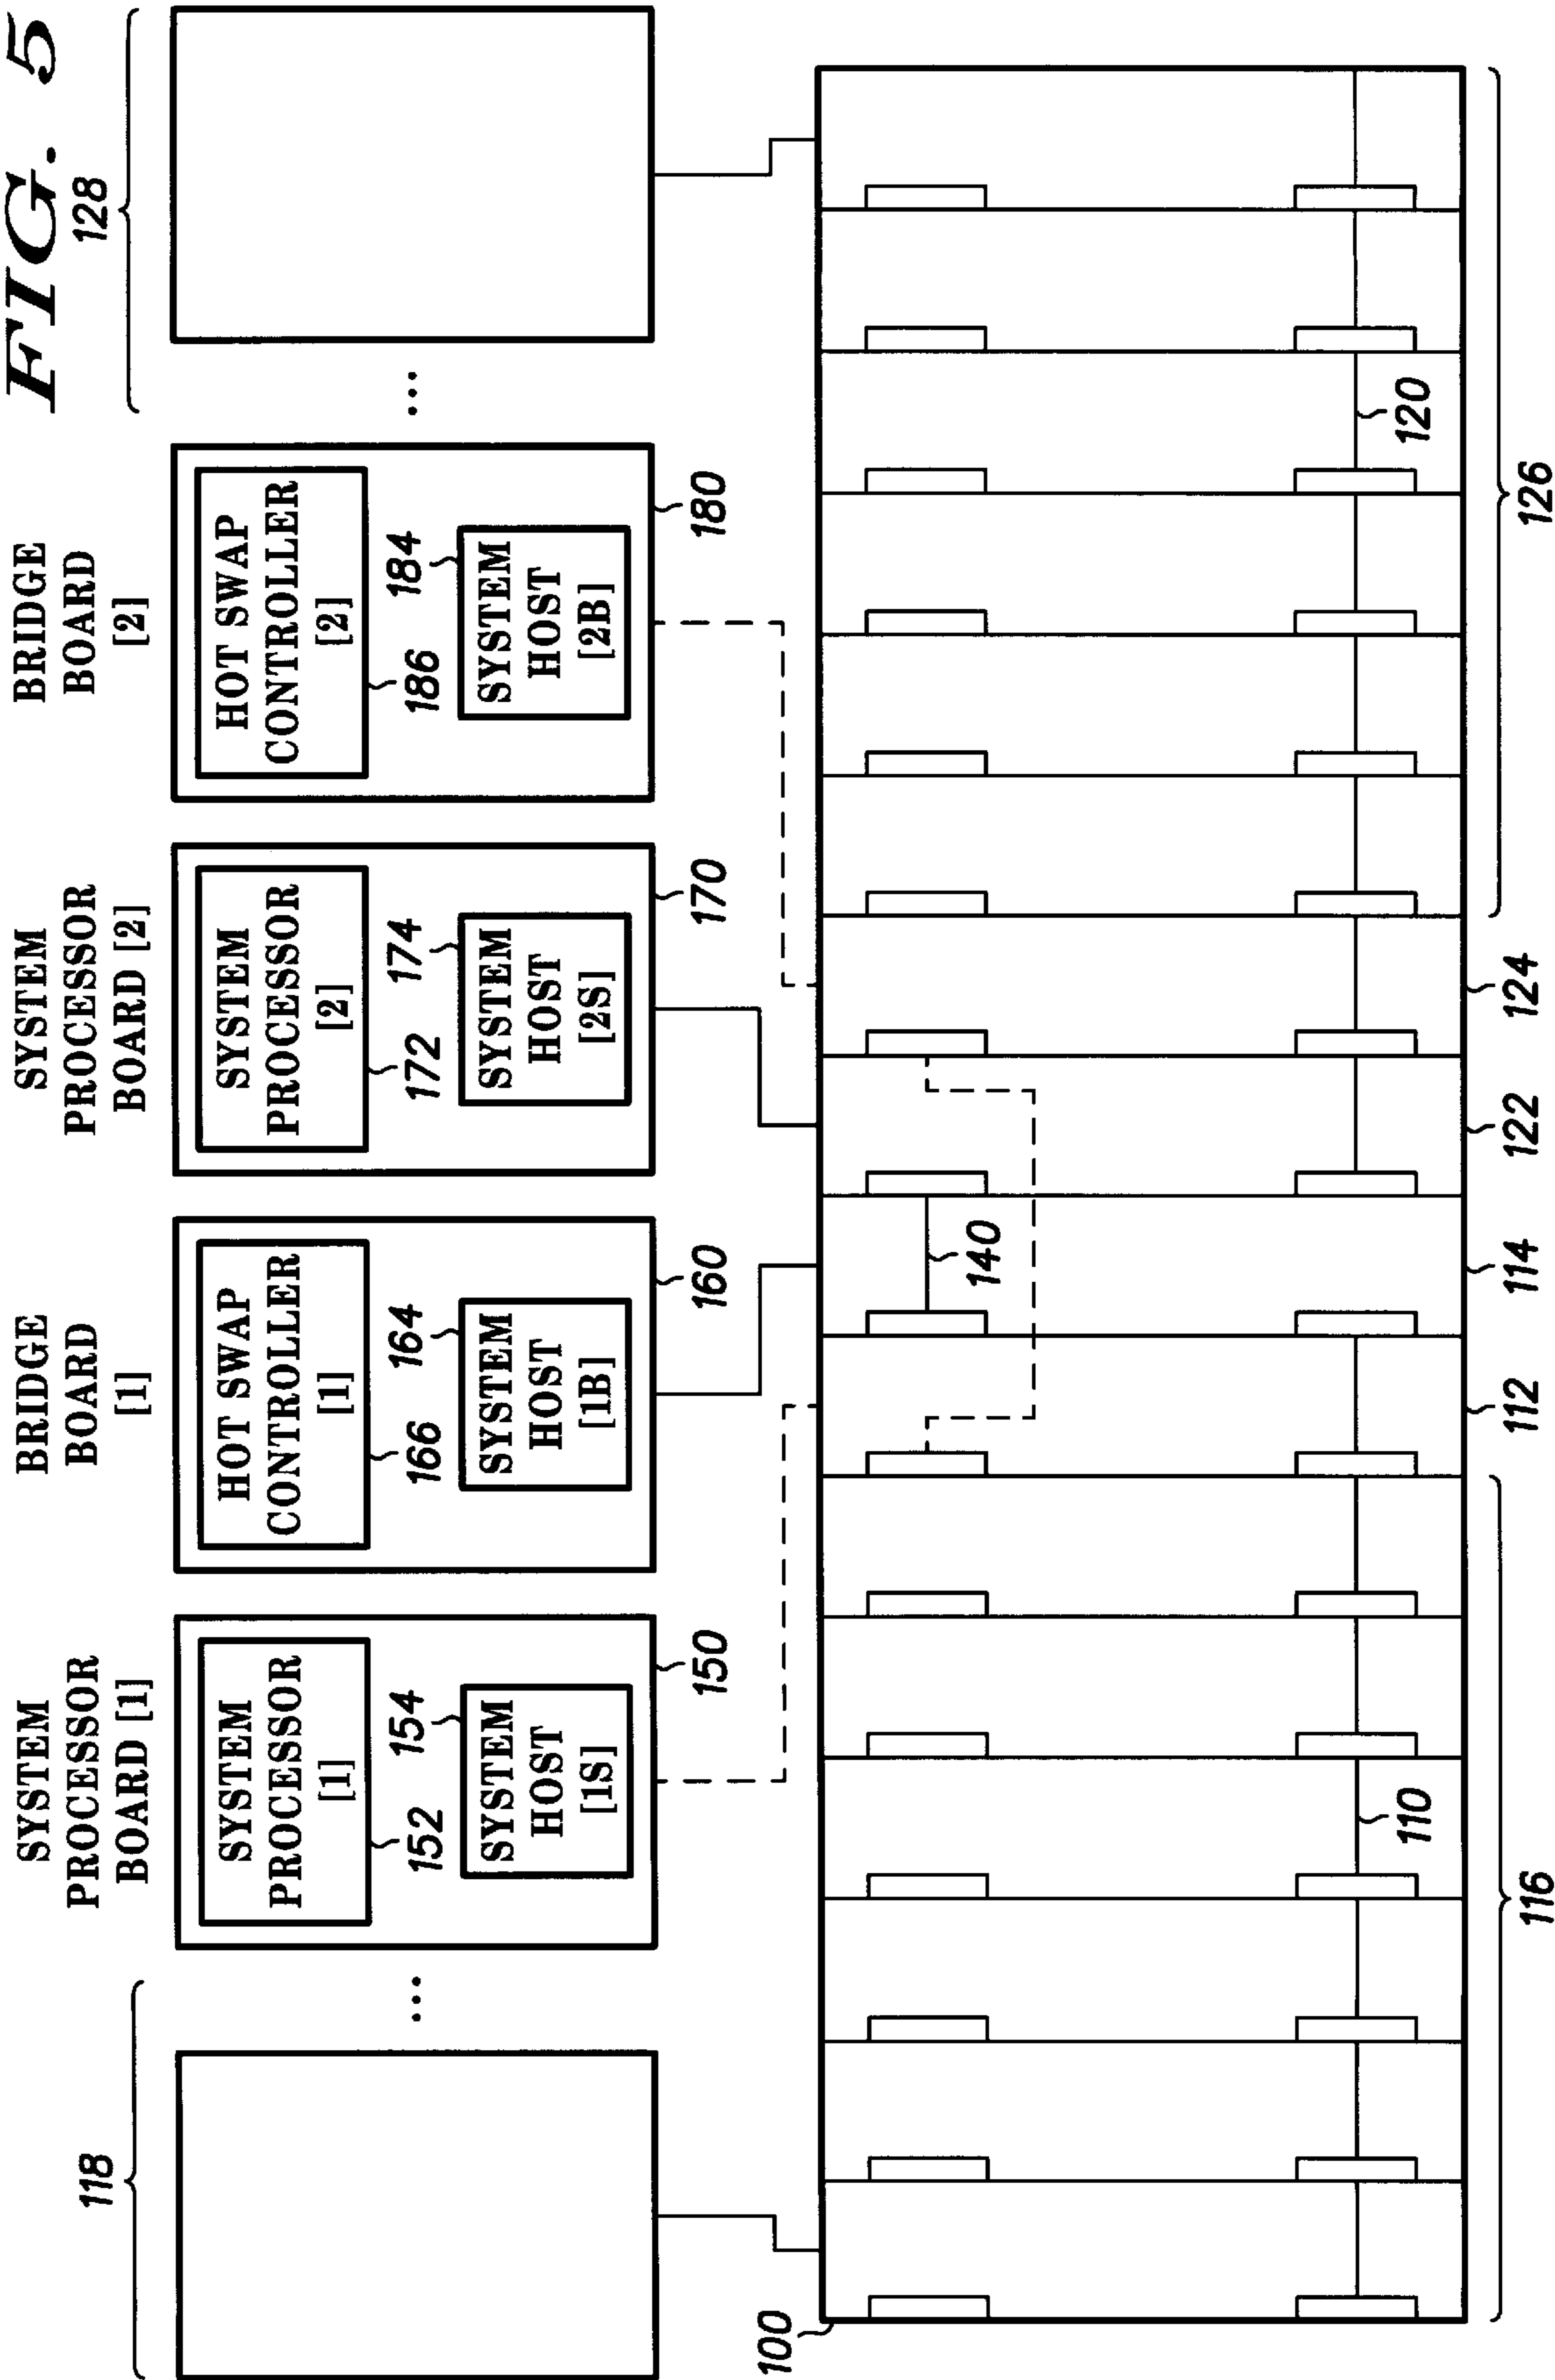 FIG. 5
118
SYSTEM
PROCESSOR
BOARD [1]
BRIDGE
BOARD
[1]
SYSTEM
PROCESSOR
BOARD [2]
BRIDGE
BOARD
[2]
128
...
SYSTEM
PROCESSOR
[1]
152
154
SYSTEM
HOST
[1S]
150
HOT SWAP
CONTROLLER
[1]
166
164
SYSTEM
HOST
[1B]
160
SYSTEM
PROCESSOR
[2]
172
174
SYSTEM
HOST
[2S]
170
HOT SWAP
CONTROLLER
[2]
186
184
SYSTEM
HOST
[2B]
180
...
100
140
110
120
116
112
114
122
124
126